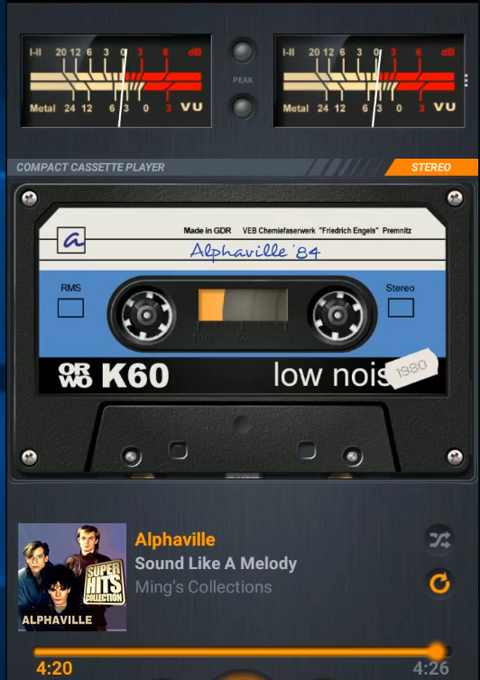 I-II 20 12 6 3 0 3 6 dB
Metal 24 12 6 3 0 3 VU
PEAK
I-II 20 12 6 3 0 3 6 dB
Metal 24 12 6 3 0 3 VU
COMPACT CASSETTE PLAYER
STEREO
a
Made in GDR VEB Chemiefaserwerk "Friedrich Engels" Premnitz
Alphaville '84
RMS
Stereo
ORWO K60
low nois
1980
Alphaville
Sound Like A Melody
Ming's Collections
SUPER
HITS
COLLECTION
ALPHAVILLE
4:20
4:26